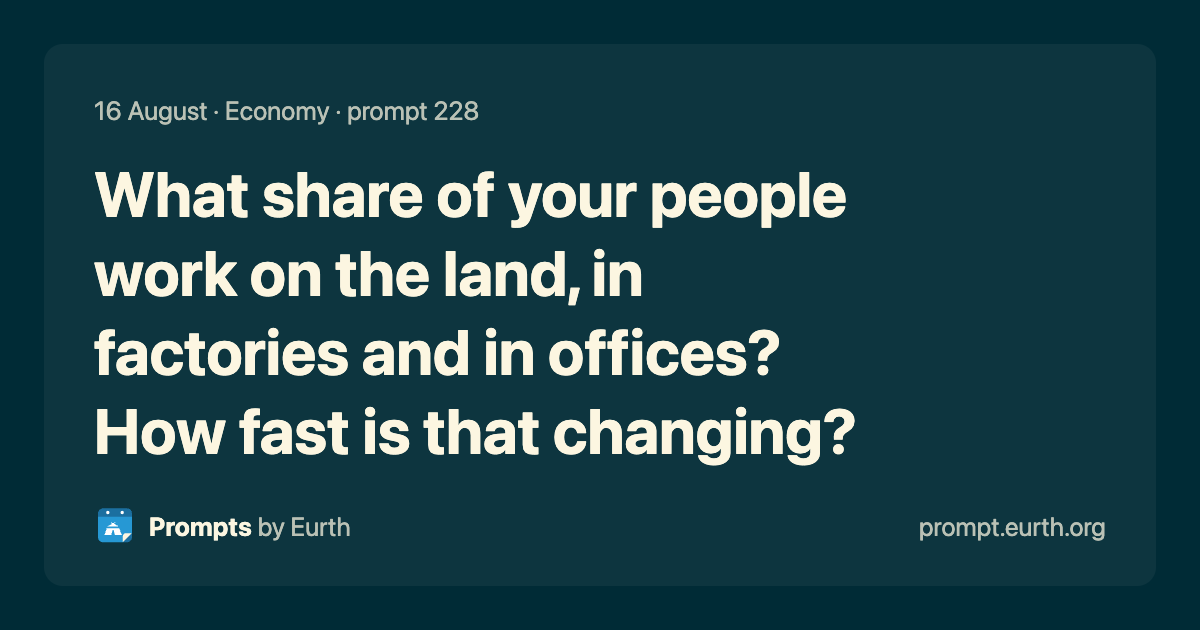 16 August · Economy · prompt 228
What share of your people
work on the land, in
factories and in offices?
How fast is that changing?
Prompts by Eurth
prompt.eurth.org